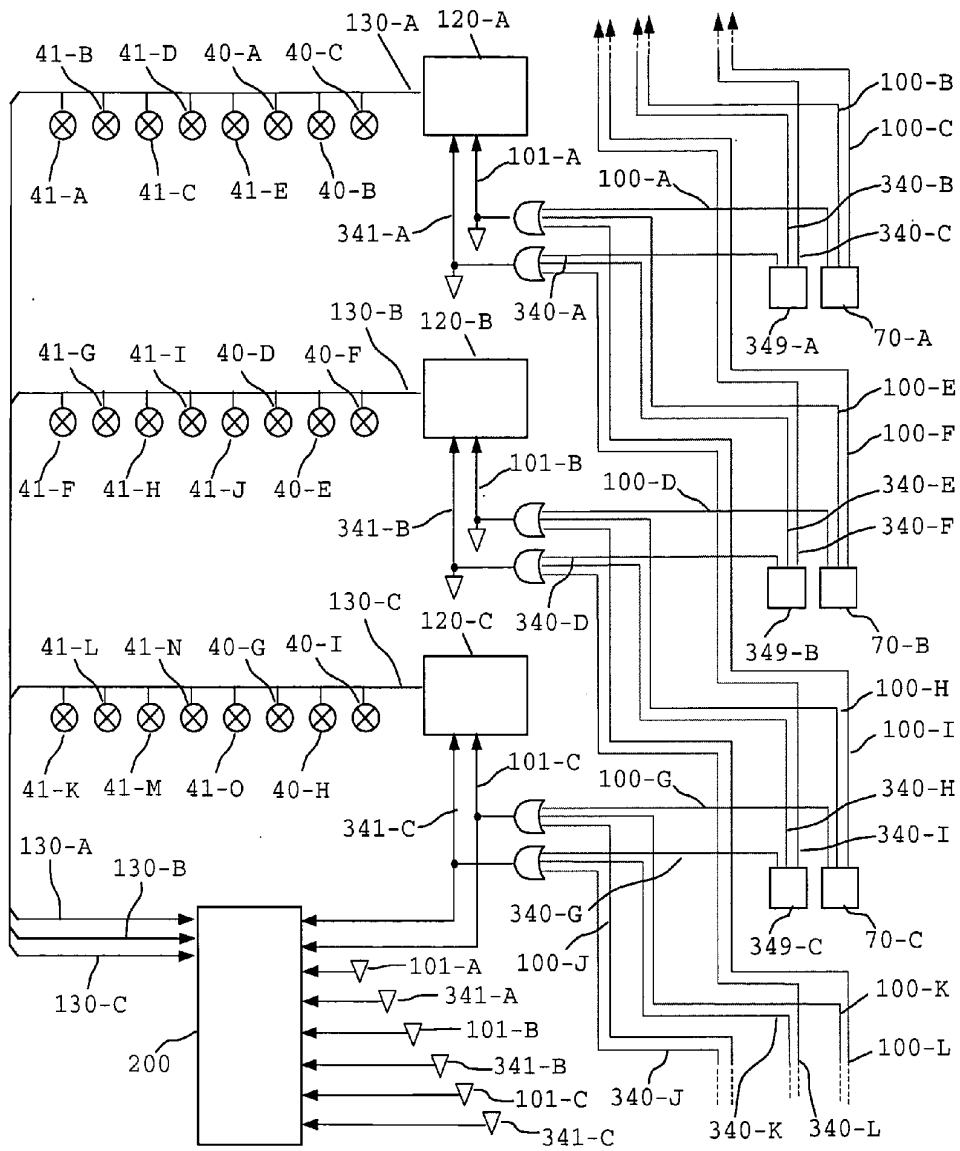 120-A
130-A
41-B 41-D 40-A 40-C
100-B
100-C
101-A
100-A
41-A 41-C 41-E 40-B
340-B
341-A
340-C
340-A
130-B
120-B
349-A 70-A
41-G 41-I 40-D 40-F
100-E
100-F
101-B
100-D
41-F 41-H 41-J 40-E
340-E
341-B
340-F
130-C
120-C
340-D
349-B 70-B
41-L 41-N 40-G 40-I
100-H
100-I
101-C
100-G
41-K 41-M 41-O 40-H
340-H
341-C
340-I
130-A
130-B
340-G
349-C 70-C
100-J
101-A
130-C
341-A
100-K
101-B
200
341-B
100-L
101-C
340-J
341-C
340-K 340-L